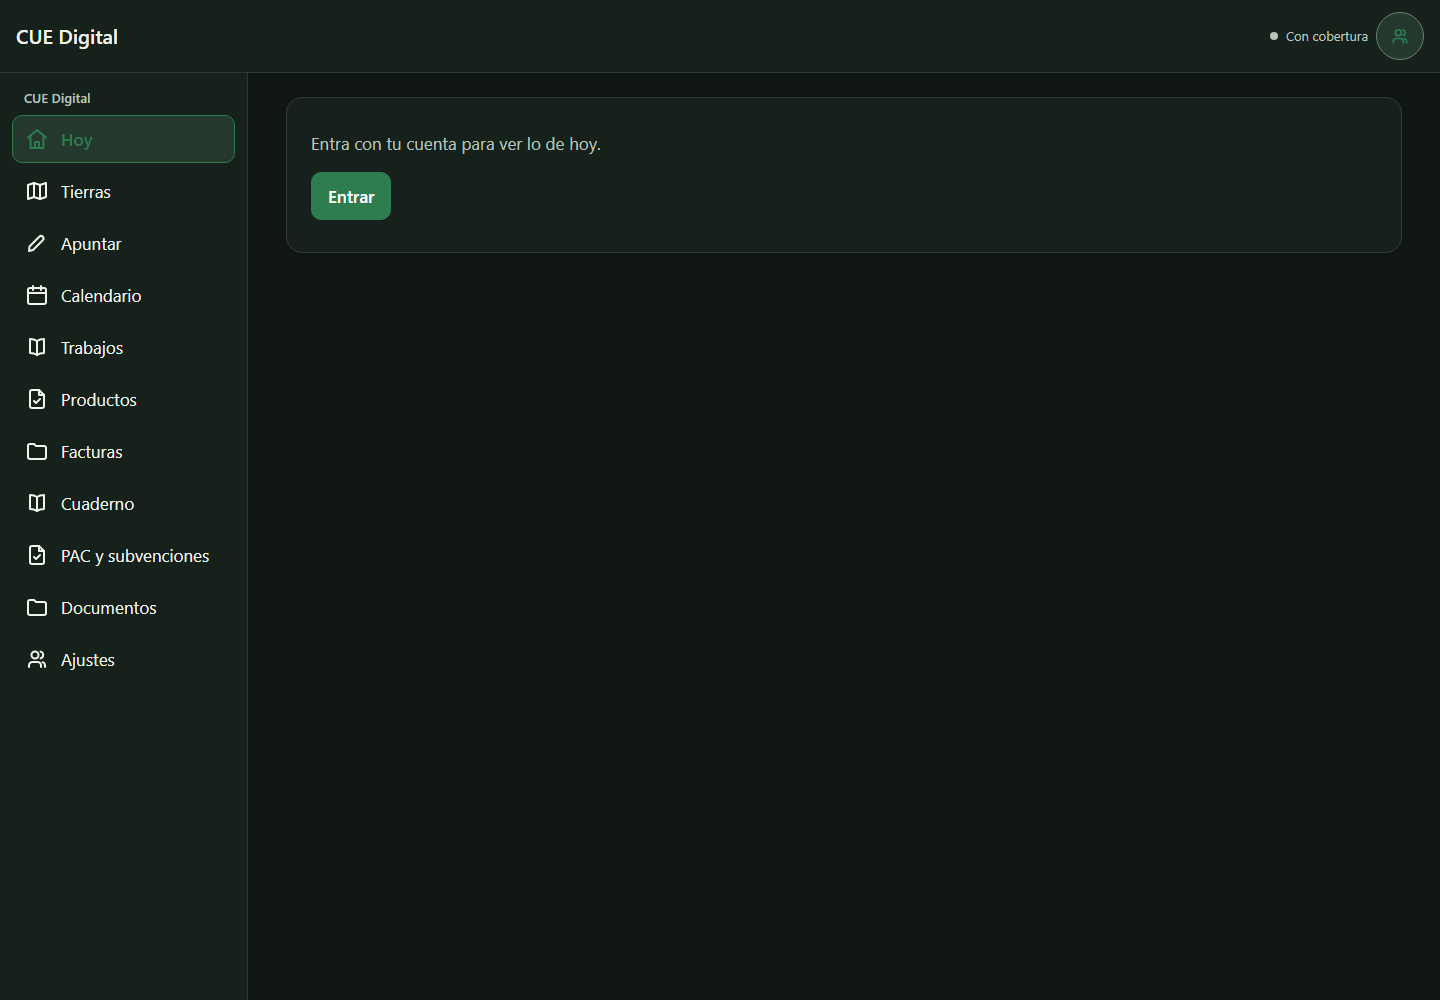 CUE Digital
Con cobertura
CUE Digital
Hoy
Tierras
Apuntar
Calendario
Trabajos
Productos
Facturas
Cuaderno
PAC y subvenciones
Documentos
Ajustes
Entra con tu cuenta para ver lo de hoy.
Entrar